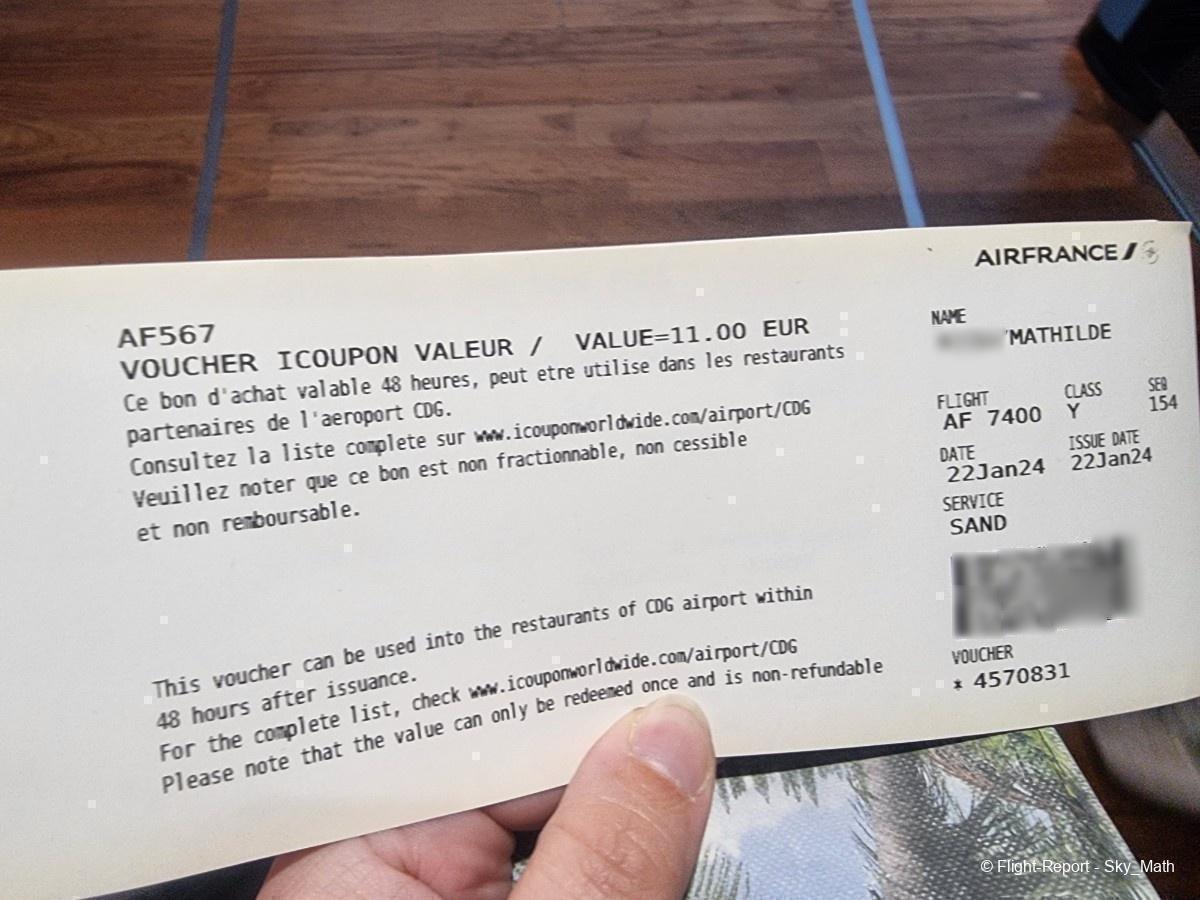 AIRFRANCE
AF567
VOUCHER ICOUPON VALEUR / VALUE=11.00 EUR
Ce bon d'achat valable 48 heures, peut etre utilise dans les restaurants
partenaires de l'aeroport CDG.
Consultez la liste complete sur www.icouponworldwide.com/airport/CDG
Veuillez noter que ce bon est non fractionnable, non cessible
et non remboursable.
This voucher can be used into the restaurants of CDG airport within
48 hours after issuance.
For the complete list, check www.icouponworldwide.com/airport/CDG
Please note that the value can only be redeemed once and is non-refundable
NAME
/MATHILDE
FLIGHT CLASS SEQ
AF 7400 Y 154
DATE ISSUE DATE
22Jan24 22Jan24
SERVICE
SAND
VOUCHER
* 4570831
© Flight-Report - Sky_Math